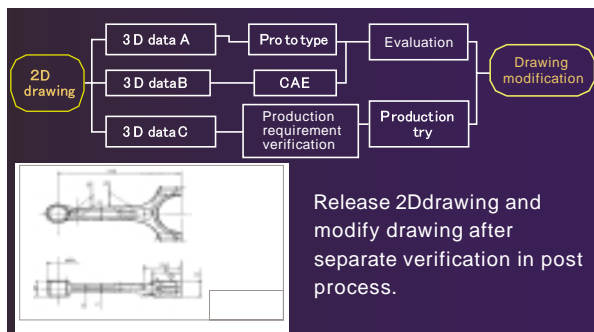 3D data A
Prototype
Evaluation
2D
drawing
3D dataB
CAE
Drawing
modification
3D dataC
Production
requirement
verification
Production
try
Release 2Ddrawing and
modify drawing after
separate verification in post
process.